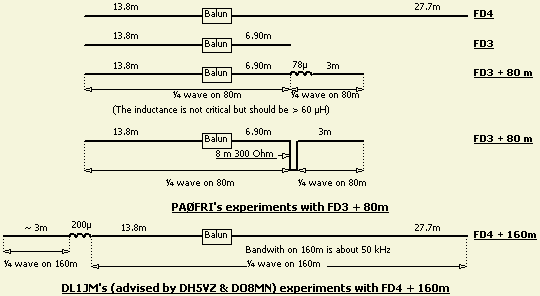 13.8m Balun 27.7m FD4
13.8m Balun 6.90m FD3
13.8m Balun 6.90m 78µ 3m FD3 + 80 m
¼ wave on 80m ¼ wave on 80m
(The inductance is not critical but should be > 60 µH)
13.8m Balun 6.90m 3m FD3 + 80 m
8 m 300 Ohm
¼ wave on 80m ¼ wave on 80m
PAØFRI's experiments with FD3 + 80m
~ 3m 200µ 13.8m Balun 27.7m FD4 + 160m
Bandwith on 160m is about 50 kHz
¼ wave on 160m ¼ wave on 160m
DL1JM's (advised by DH5VZ & DO8MN) experiments with FD4 + 160m